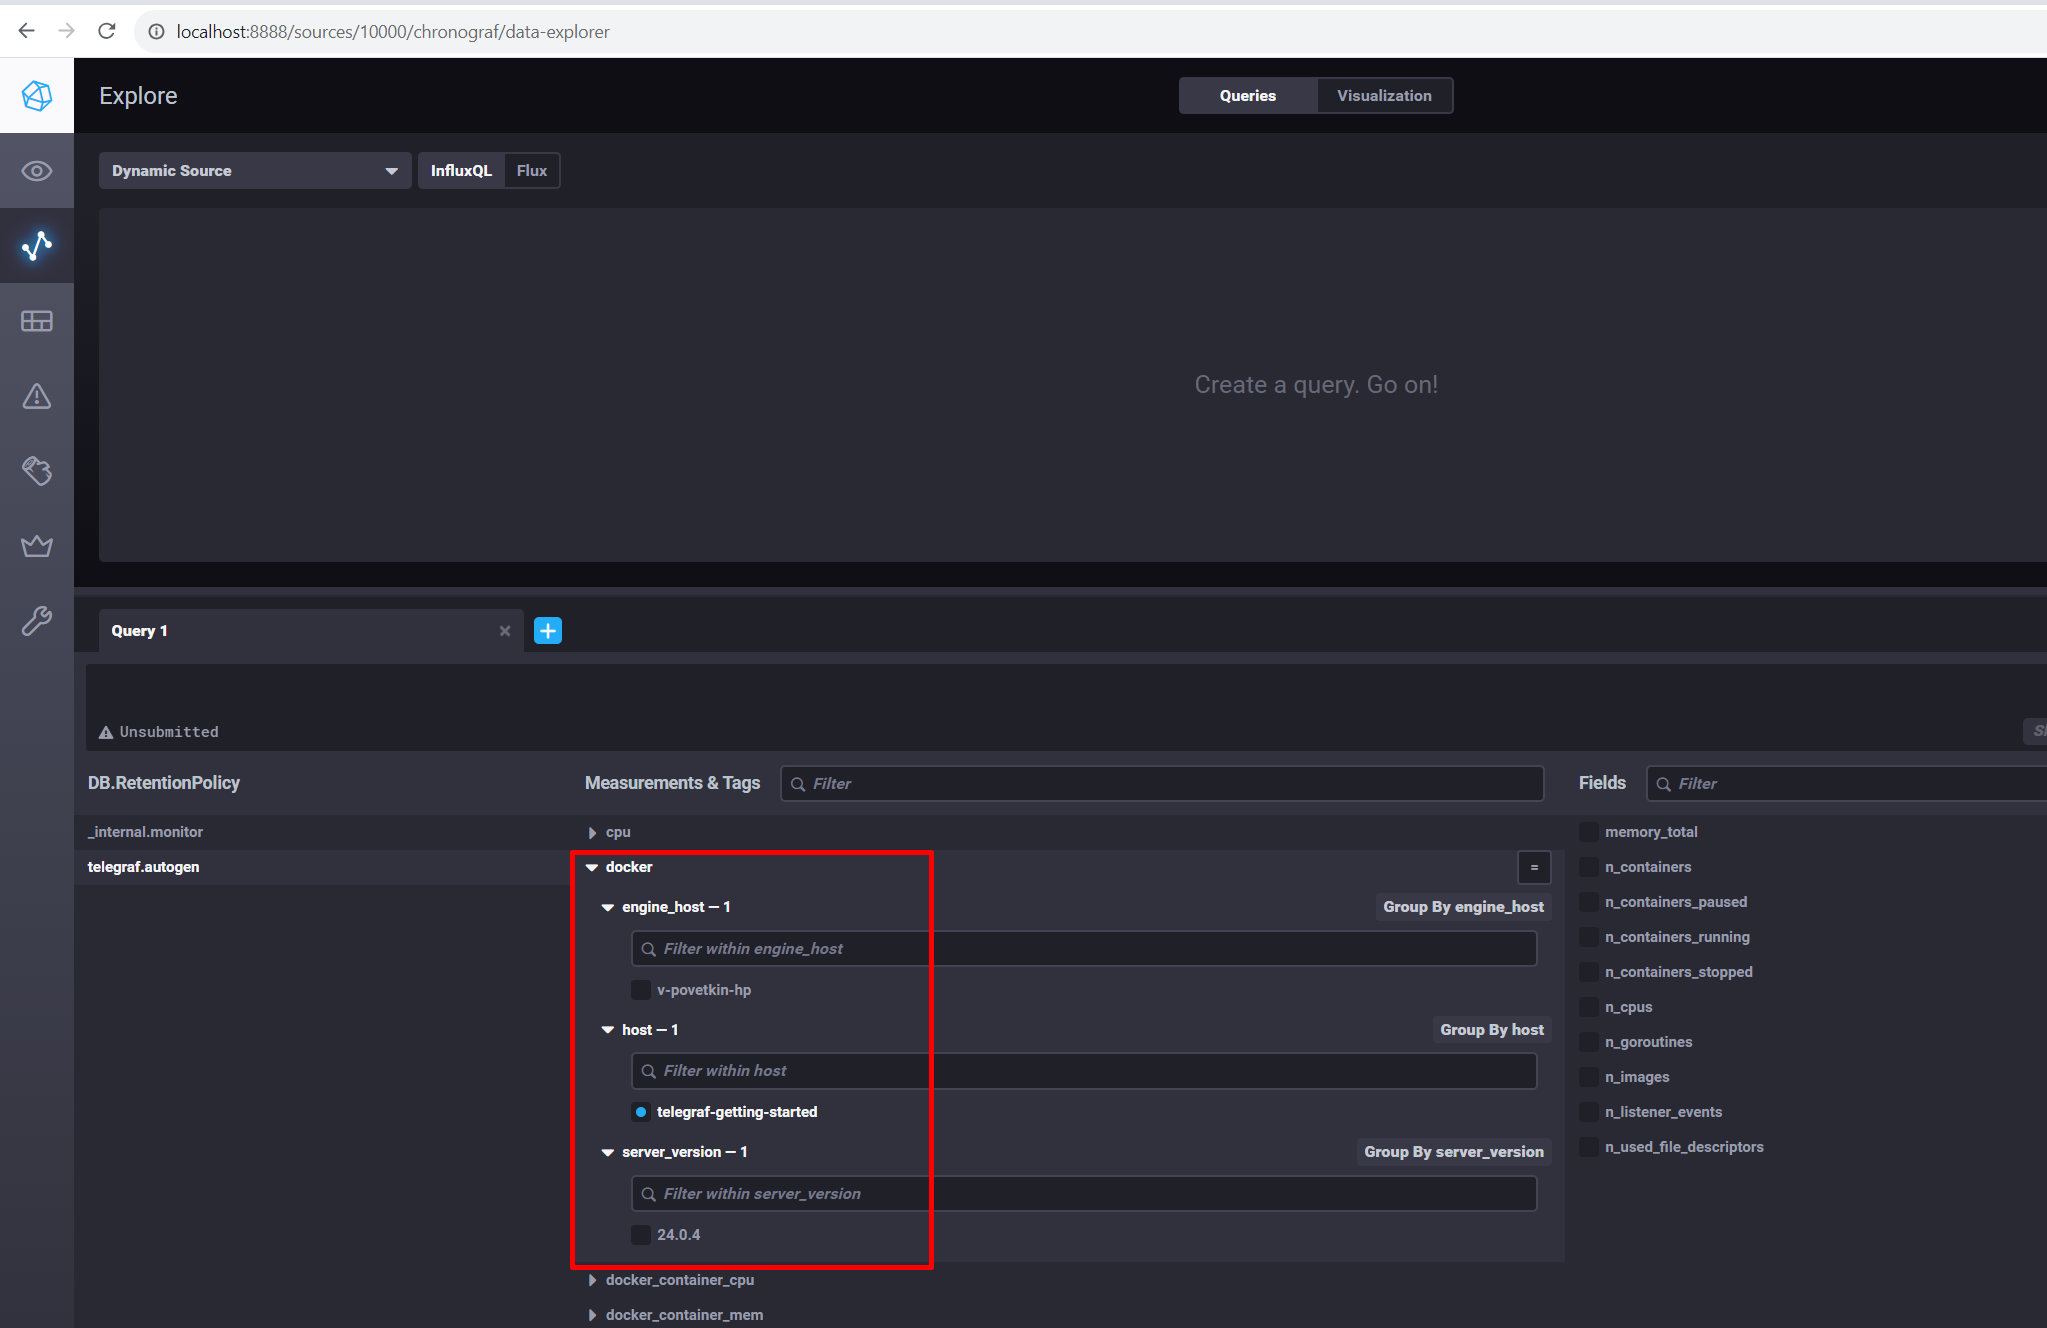 localhost:8888/sources/10000/chronograf/data-explorer
Explore
Queries
Visualization
Dynamic Source
InfluxQL
Flux
Create a query. Go on!
Query 1
Unsubmitted
DB.RetentionPolicy
_internal.monitor
telegraf.autogen
Measurements & Tags
Filter
cpu
docker
=
engine_host — 1
Group By engine_host
Filter within engine_host
v-povetkin-hp
host — 1
Group By host
Filter within host
telegraf-getting-started
server_version — 1
Group By server_version
Filter within server_version
24.0.4
docker_container_cpu
docker_container_mem
Fields
Filter
memory_total
n_containers
n_containers_paused
n_containers_running
n_containers_stopped
n_cpus
n_goroutines
n_images
n_listener_events
n_used_file_descriptors